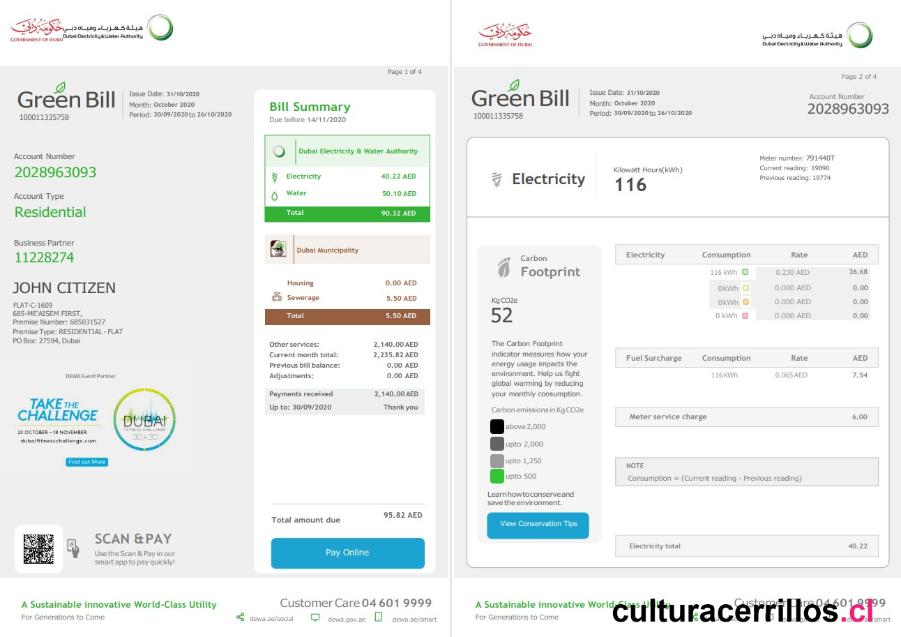 حكومة دبي
GOVERNMENT OF DUBAI
هيئة كهرباء ومياه دبي
Dubai Electricity & Water Authority
Page 1 of 4
Green Bill
100011335758
Issue Date: 31/10/2020
Month: October 2020
Period: 30/09/2020 to 26/10/2020
Account Number
2028963093
Account Type
Residential
Business Partner
11228274
JOHN CITIZEN
FLAT-C-1609
685-ME'AISEM FIRST,
Premise Number: 685031527
Premise Type: RESIDENTIAL - FLAT
PO Box: 27594, Dubai
DEWA Event Partner
TAKE THE
CHALLENGE
20 OCTOBER – 18 NOVEMBER
dubaifitnesschallenge.com
Find out More
DUBAI
FITNESS CHALLENGE
30X30
SCAN & PAY
Use the Scan & Pay in our
smart app to pay quickly!
Bill Summary
Due before 14/11/2020
Dubai Electricity & Water Authority
Electricity 40.22 AED
Water 50.10 AED
Total 90.32 AED
Dubai Municipality
Housing 0.00 AED
Sewerage 5.50 AED
Total 5.50 AED
Other services: 2,140.00 AED
Current month total: 2,235.82 AED
Previous bill balance: 0.00 AED
Adjustments: 0.00 AED
Payments received 2,140.00 AED
Up to: 30/09/2020 Thank you
Total amount due 95.82 AED
Pay Online
A Sustainable innovative World-Class Utility
For Generations to Come
Customer Care 04 601 9999
dewa.ae/social dewa.gov.ae dewa.ae/smart
حكومة دبي
GOVERNMENT OF DUBAI
هيئة كهرباء ومياه دبي
Dubai Electricity & Water Authority
Page 2 of 4
Green Bill
100011335758
Issue Date: 31/10/2020
Month: October 2020
Period: 30/09/2020 to 26/10/2020
Account Number
2028963093
Electricity
Kilowatt Hours(kWh)
116
Meter number: 791440T
Current reading: 19890
Previous reading: 19774
Carbon
Footprint
Kg CO2e
52
The Carbon Footprint
indicator measures how your
energy usage impacts the
environment. Help us fight
global warming by reducing
your monthly consumption.
Carbon emissions in Kg CO2e
above 2,000
upto 2,000
upto 1,250
upto 500
Learn how to conserve and
save the environment.
View Conservation Tips
Electricity Consumption Rate AED
116 kWh 0.230 AED 26.68
0kWh 0.000 AED 0.00
0kWh 0.000 AED 0.00
0 kWh 0.000 AED 0.00
Fuel Surcharge Consumption Rate AED
116kWh 0.065AED 7.54
Meter service charge 6.00
NOTE
Consumption = (Current reading - Previous reading)
Electricity total 40.22
A Sustainable innovative World-Class Utility
For Generations to Come
Customer Care 04 601 9999
dewa.ae/social dewa.gov.ae dewa.ae/smart
culturacerrillos.cl